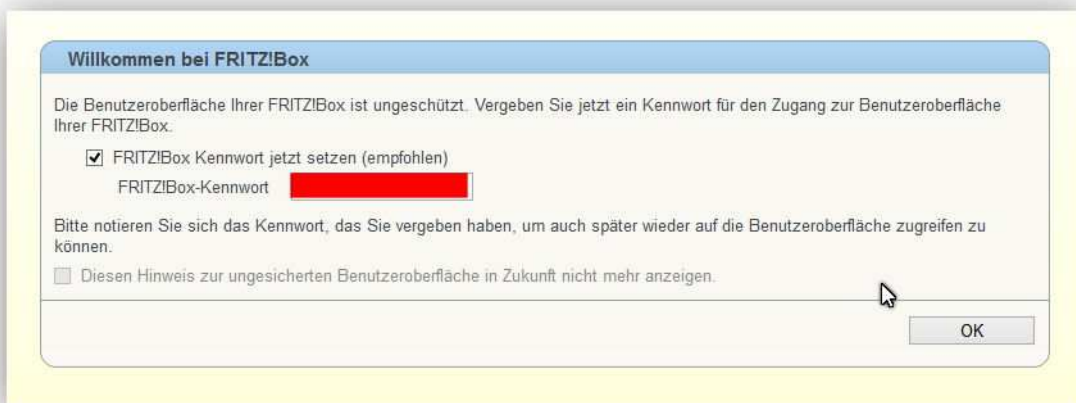 Willkommen bei FRITZ!Box
Die Benutzeroberfläche Ihrer FRITZ!Box ist ungeschützt. Vergeben Sie jetzt ein Kennwort für den Zugang zur Benutzeroberfläche
Ihrer FRITZ!Box.
FRITZ!Box Kennwort jetzt setzen (empfohlen)
FRITZ!Box-Kennwort
Bitte notieren Sie sich das Kennwort, das Sie vergeben haben, um auch später wieder auf die Benutzeroberfläche zugreifen zu
können.
Diesen Hinweis zur ungesicherten Benutzeroberfläche in Zukunft nicht mehr anzeigen.
OK